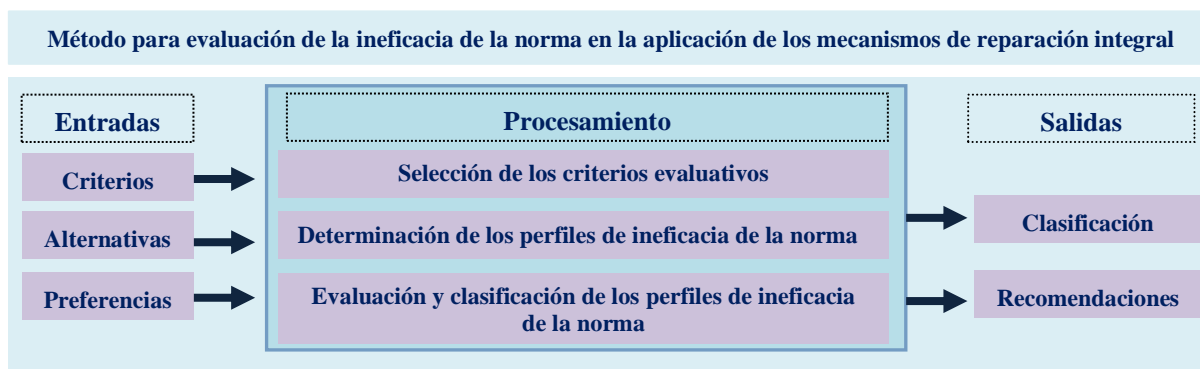 Método para evaluación de la ineficacia de la norma en la aplicación de los mecanismos de reparación integral
Entradas
Criterios
Alternativas
Preferencias
Procesamiento
Selección de los criterios evaluativos
Determinación de los perfiles de ineficacia de la norma
Evaluación y clasificación de los perfiles de ineficacia
de la norma
Salidas
Clasificación
Recomendaciones